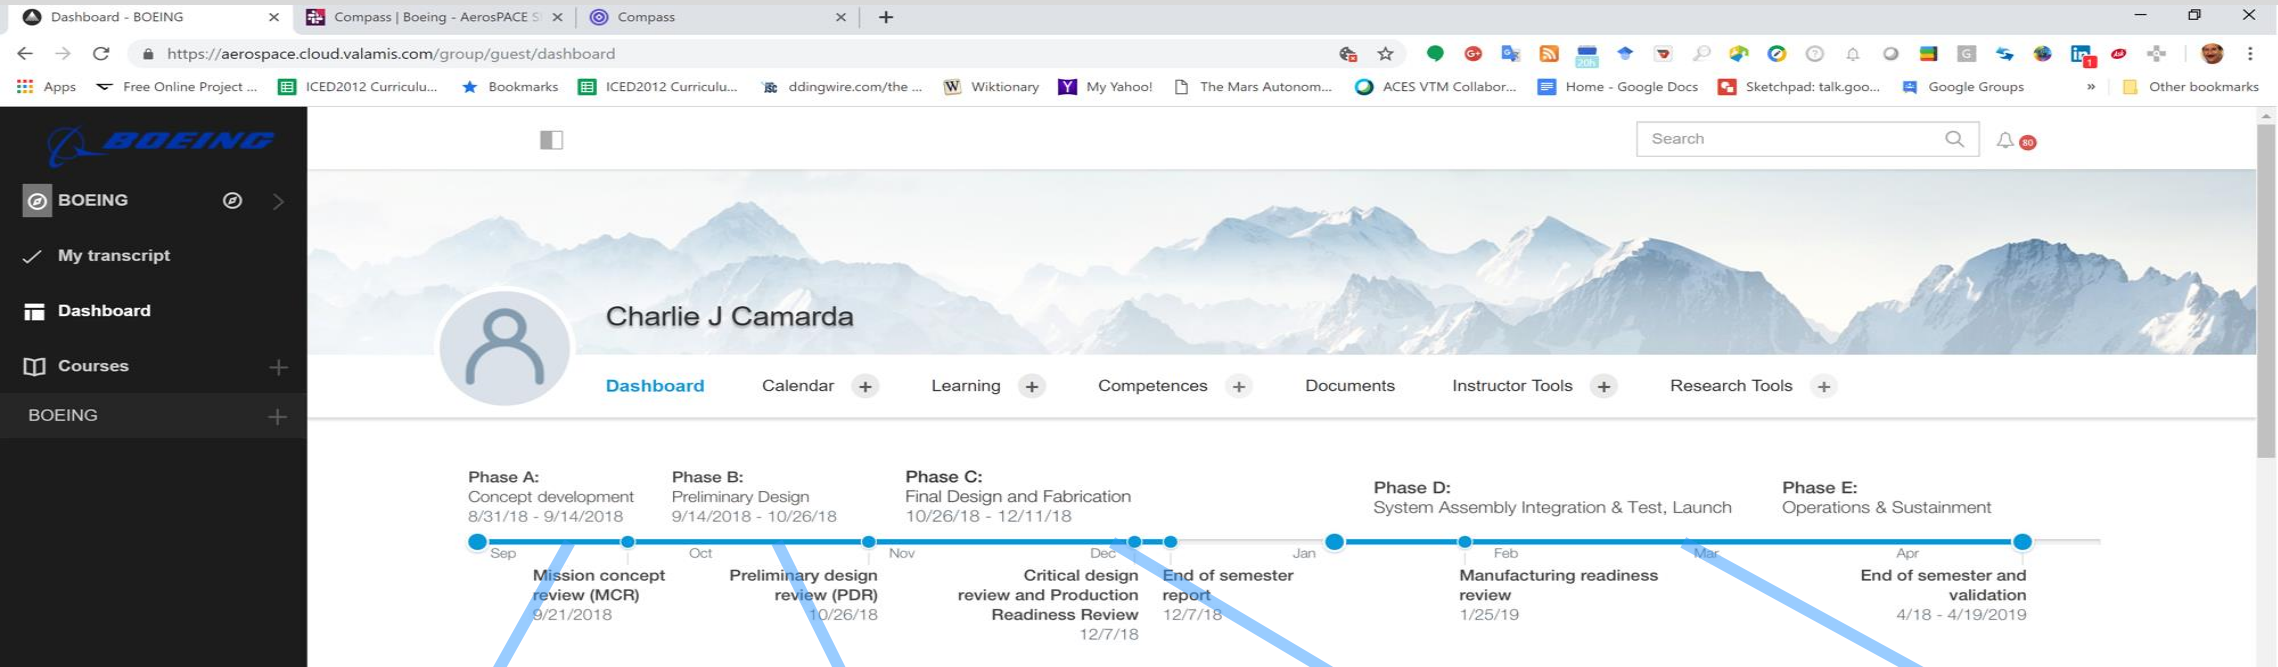 Dashboard - BOEING
Compass | Boeing - AerosPACE S
Compass
https://aerospace.cloud.valamis.com/group/guest/dashboard
20h
G
1
Apps
Free Online Project ...
ICED2012 Curriculu...
Bookmarks
ICED2012 Curriculu...
ddingwire.com/the ...
Wiktionary
My Yahoo!
The Mars Autonom...
ACES VTM Collabor...
Home - Google Docs
Sketchpad: talk.goo...
Google Groups
»
Other bookmarks
BOEING
Search
80
BOEING
My transcript
Dashboard
Courses
BOEING
Charlie J Camarda
Dashboard
Calendar
Learning
Competences
Documents
Instructor Tools
Research Tools
Phase A:
Concept development
8/31/18 - 9/14/2018
Phase B:
Preliminary Design
9/14/2018 - 10/26/18
Phase C:
Final Design and Fabrication
10/26/18 - 12/11/18
Phase D:
System Assembly Integration & Test, Launch
Phase E:
Operations & Sustainment
Sep
Oct
Nov
Dec
Jan
Feb
Mar
Apr
Mission concept
review (MCR)
9/21/2018
Preliminary design
review (PDR)
10/26/18
Critical design
review and Production
Readiness Review
12/7/18
End of semester
report
12/7/18
Manufacturing readiness
review
1/25/19
End of semester and
validation
4/18 - 4/19/2019